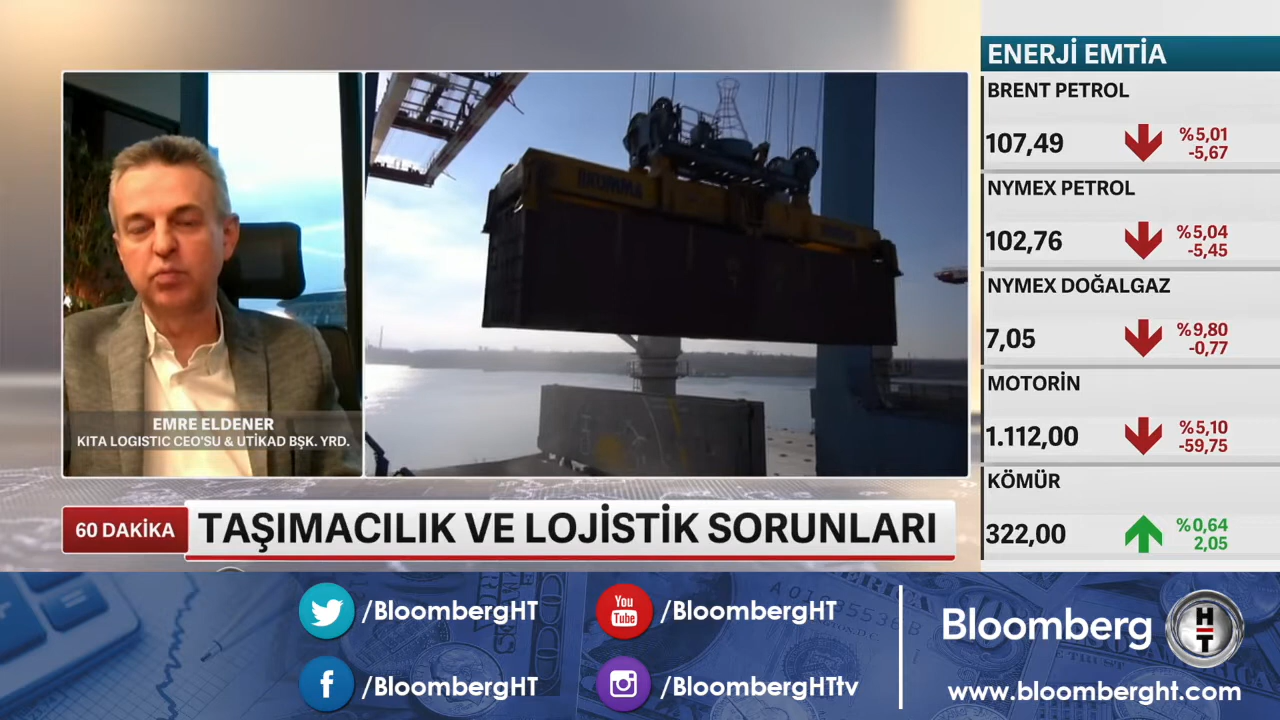 ENERJİ EMTİA
BRENT PETROL
107,49
%5,01
-5,67
NYMEX PETROL
102,76
%5,04
-5,45
NYMEX DOĞALGAZ
7,05
%9,80
-0,77
MOTORİN
1.112,00
%5,10
-59,75
KÖMÜR
322,00
%0,64
2,05
BROMMA
EMRE ELDENER
KITA LOGISTIC CEO'SU & UTİKAD BŞK. YRD.
60 DAKİKA
TAŞIMACILIK VE LOJİSTİK SORUNLARI
/BloombergHT
You
Tube
/BloombergHT
f
/BloombergHT
/BloombergHTtv
Bloomberg
H
T
www.bloomberght.com